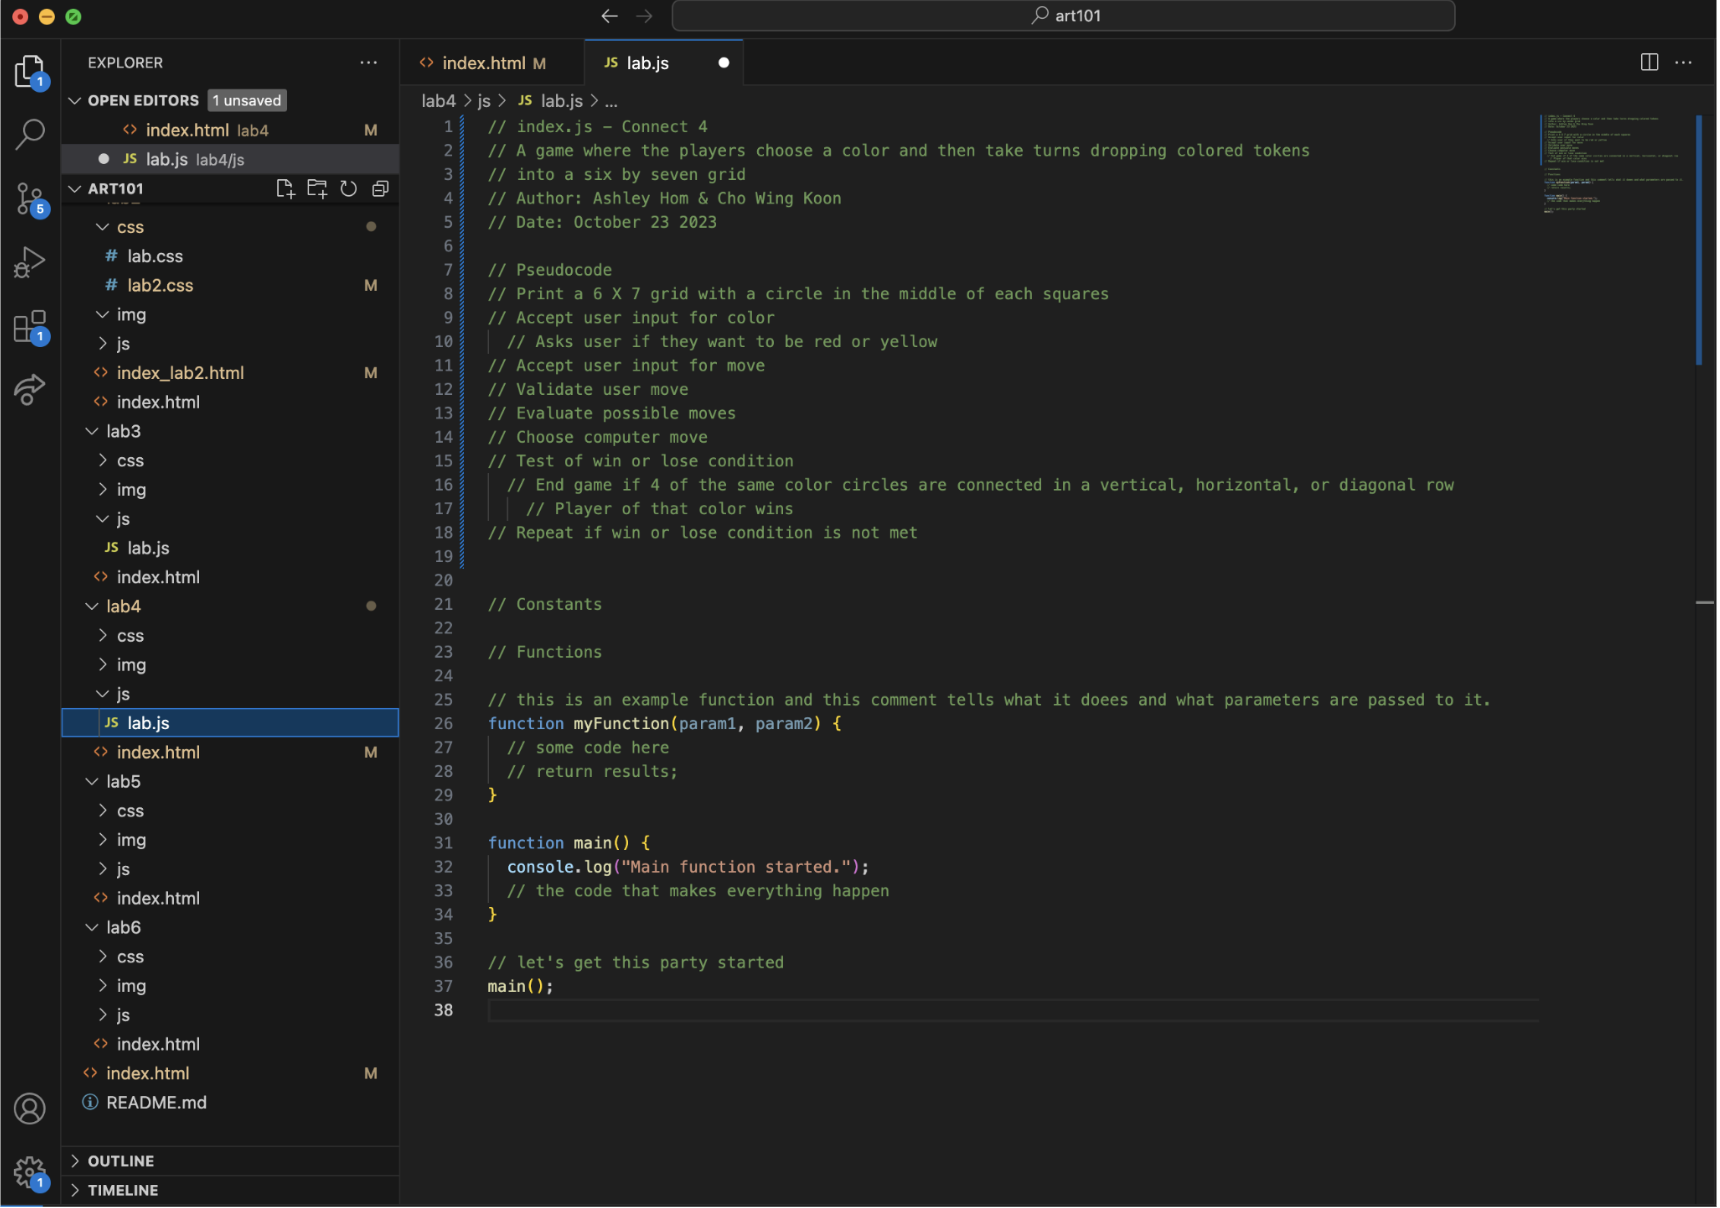 art101
EXPLORER
OPEN EDITORS 1 unsaved
index.html lab4 M
JS lab.js lab4/js
ART101
css
# lab.css
# lab2.css M
img
js
index_lab2.html M
index.html
lab3
css
img
js
JS lab.js
index.html
lab4
css
img
js
JS lab.js
index.html M
lab5
css
img
js
index.html
lab6
css
img
js
index.html
index.html M
README.md
OUTLINE
TIMELINE
1
5
1
1
index.html M
JS lab.js
lab4 > js > JS lab.js > ...
1 // index.js – Connect 4
2 // A game where the players choose a color and then take turns dropping colored tokens
3 // into a six by seven grid
4 // Author: Ashley Hom & Cho Wing Koon
5 // Date: October 23 2023
6
7 // Pseudocode
8 // Print a 6 X 7 grid with a circle in the middle of each squares
9 // Accept user input for color
10 // Asks user if they want to be red or yellow
11 // Accept user input for move
12 // Validate user move
13 // Evaluate possible moves
14 // Choose computer move
15 // Test of win or lose condition
16 // End game if 4 of the same color circles are connected in a vertical, horizontal, or diagonal row
17 // Player of that color wins
18 // Repeat if win or lose condition is not met
19
20
21 // Constants
22
23 // Functions
24
25 // this is an example function and this comment tells what it doees and what parameters are passed to it.
26 function myFunction(param1, param2) {
27 // some code here
28 // return results;
29 }
30
31 function main() {
32 console.log("Main function started.");
33 // the code that makes everything happen
34 }
35
36 // let's get this party started
37 main();
38